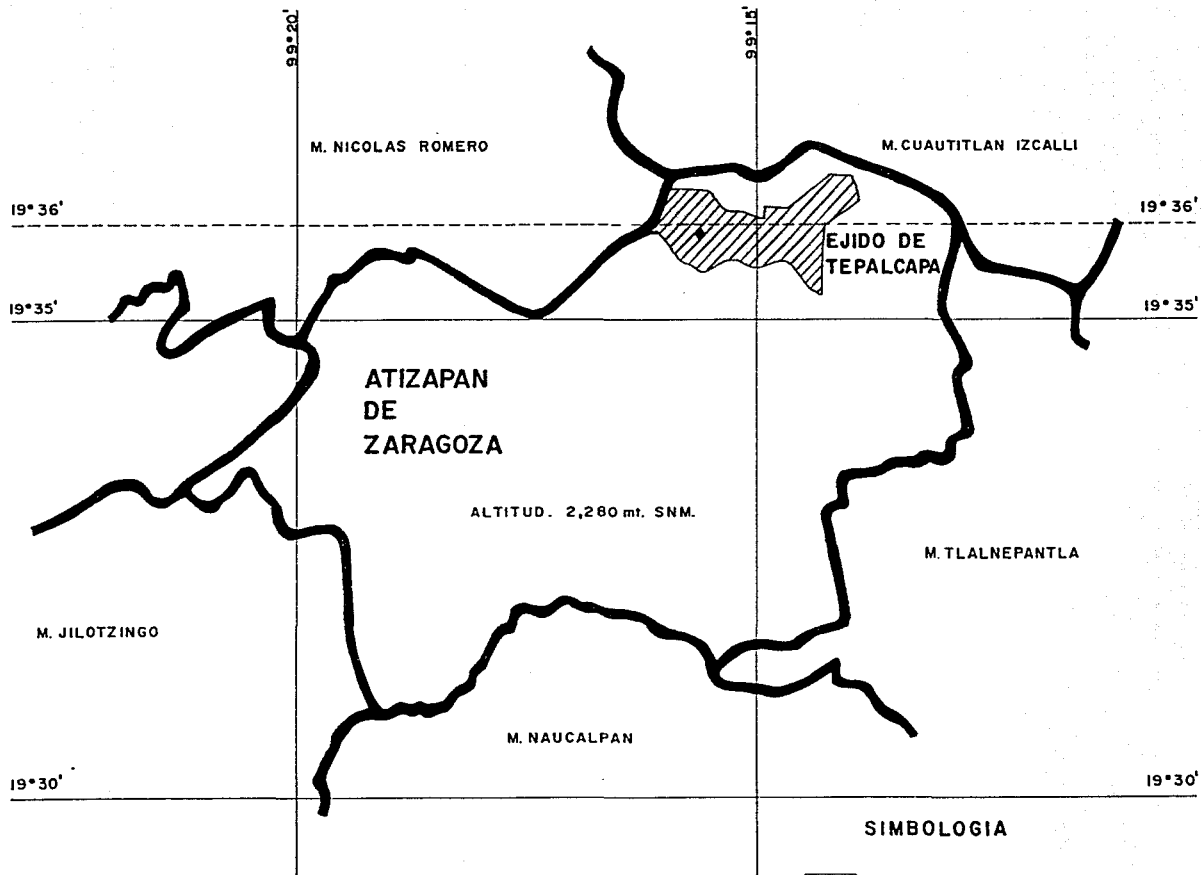 99°20'
99°15'
M. NICOLAS ROMERO
M. CUAUTITLAN IZCALLI
19°36'
19°36'
EJIDO DE
TEPALCAPA
19°35'
19°35'
ATIZAPAN
DE
ZARAGOZA
ALTITUD. 2,280 mt. SNM.
M. TLALNEPANTLA
M. JILOTZINGO
M. NAUCALPAN
19°30'
19°30'
SIMBOLOGIA